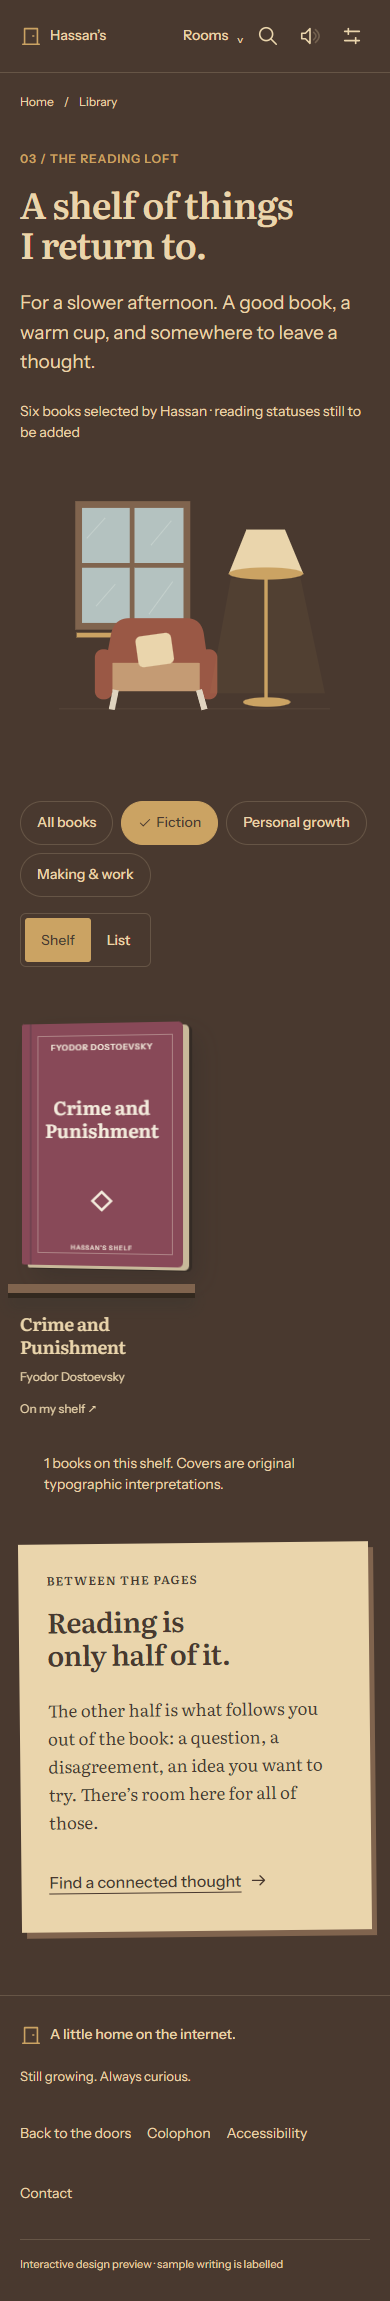 Hassan's
Rooms
Home / Library
03 / THE READING LOFT
A shelf of things
I return to.
For a slower afternoon. A good book, a
warm cup, and somewhere to leave a
thought.
Six books selected by Hassan · reading statuses still to
be added
All books
✓ Fiction
Personal growth
Making & work
Shelf
List
FYODOR DOSTOEVSKY
Crime and
Punishment
HASSAN'S SHELF
Crime and
Punishment
Fyodor Dostoevsky
On my shelf ↗
1 books on this shelf. Covers are original
typographic interpretations.
BETWEEN THE PAGES
Reading is
only half of it.
The other half is what follows you
out of the book: a question, a
disagreement, an idea you want to
try. There's room here for all of
those.
Find a connected thought →
A little home on the internet.
Still growing. Always curious.
Back to the doors
Colophon
Accessibility
Contact
Interactive design preview · sample writing is labelled